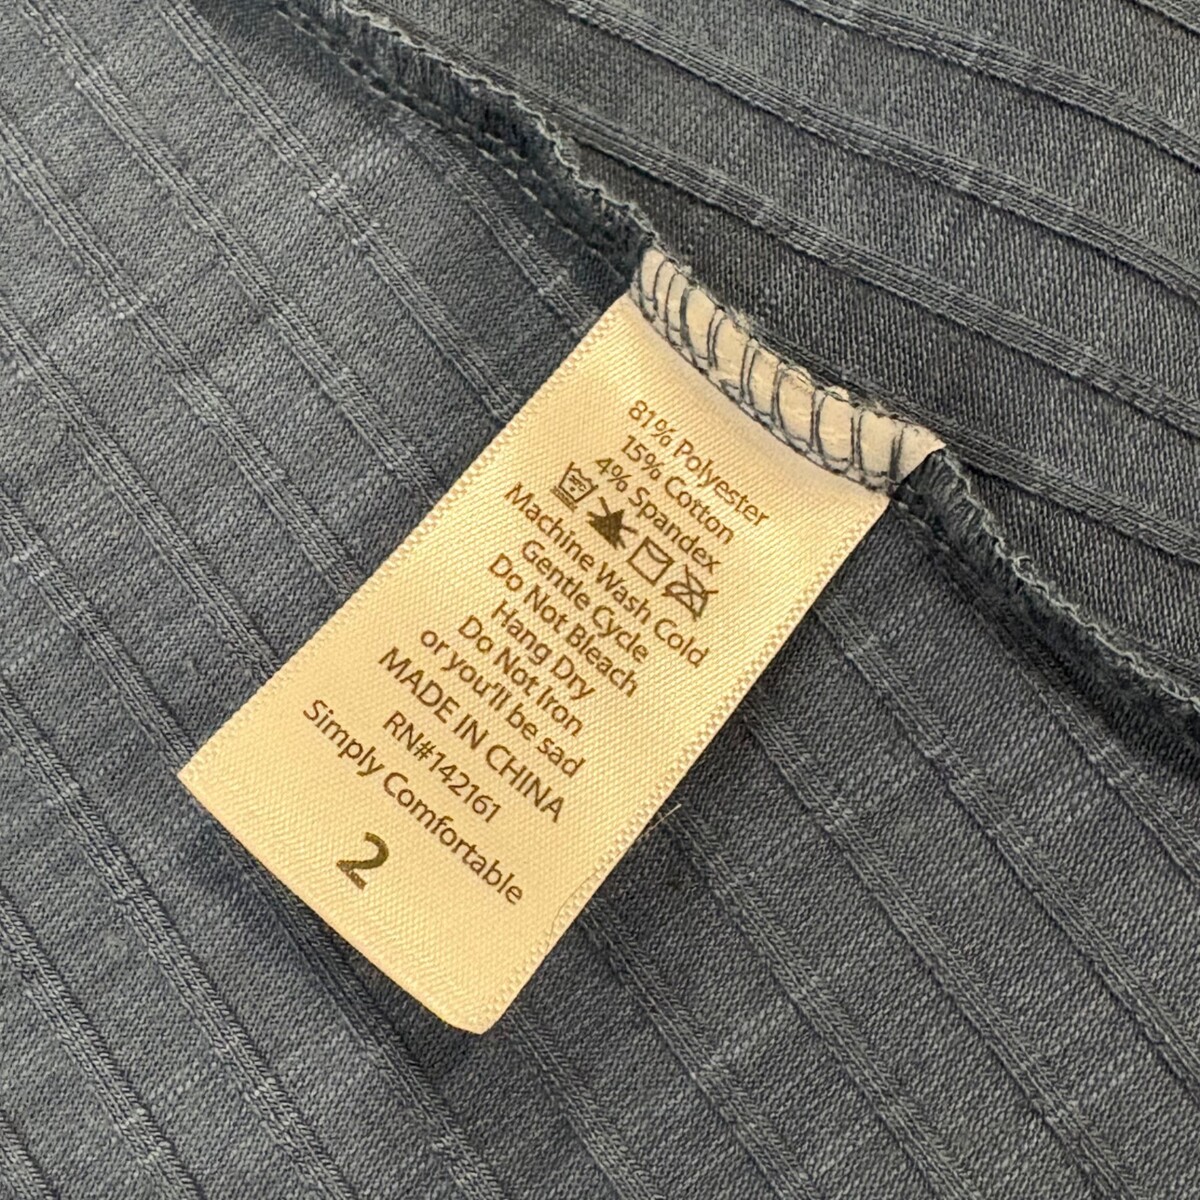 81% Polyester
15% Cotton
4% Spandex
Machine Wash Cold
Gentle Cycle
Do Not Bleach
Hang Dry
Do Not Iron
or you'll be sad
MADE IN CHINA
RN#142161
Simply Comfortable
2